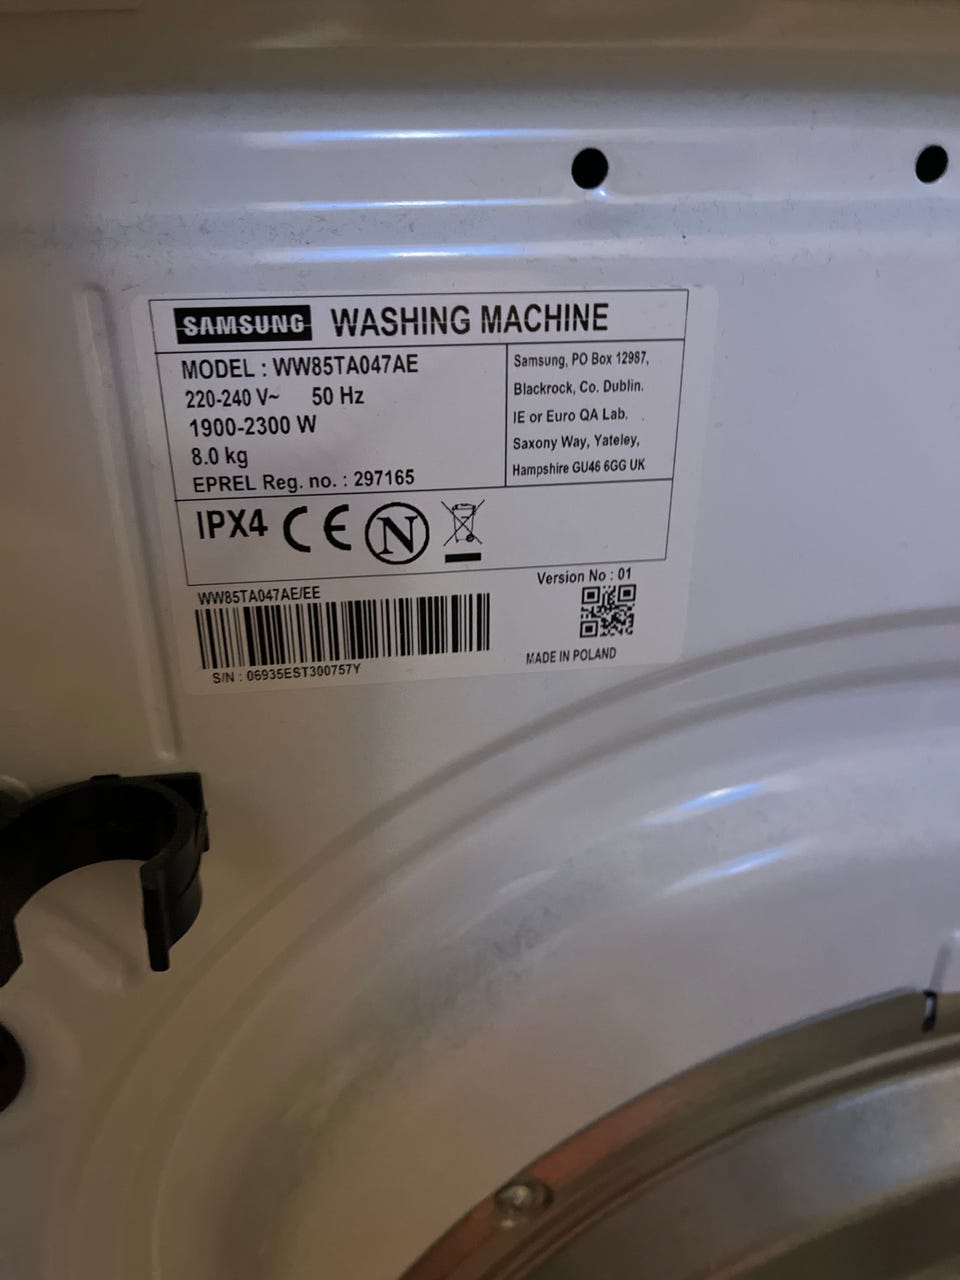 SAMSUNG WASHING MACHINE
MODEL : WW85TA047AE
220-240 V~ 50 Hz
1900-2300 W
8.0 kg
EPREL Reg. no. : 297165
Samsung, PO Box 12987,
Blackrock, Co. Dublin.
IE or Euro QA Lab.
Saxony Way, Yateley,
Hampshire GU46 6GG UK
IPX4 CE N
WW85TA047AE/EE
S/N : 06935EST300757Y
Version No : 01
MADE IN POLAND